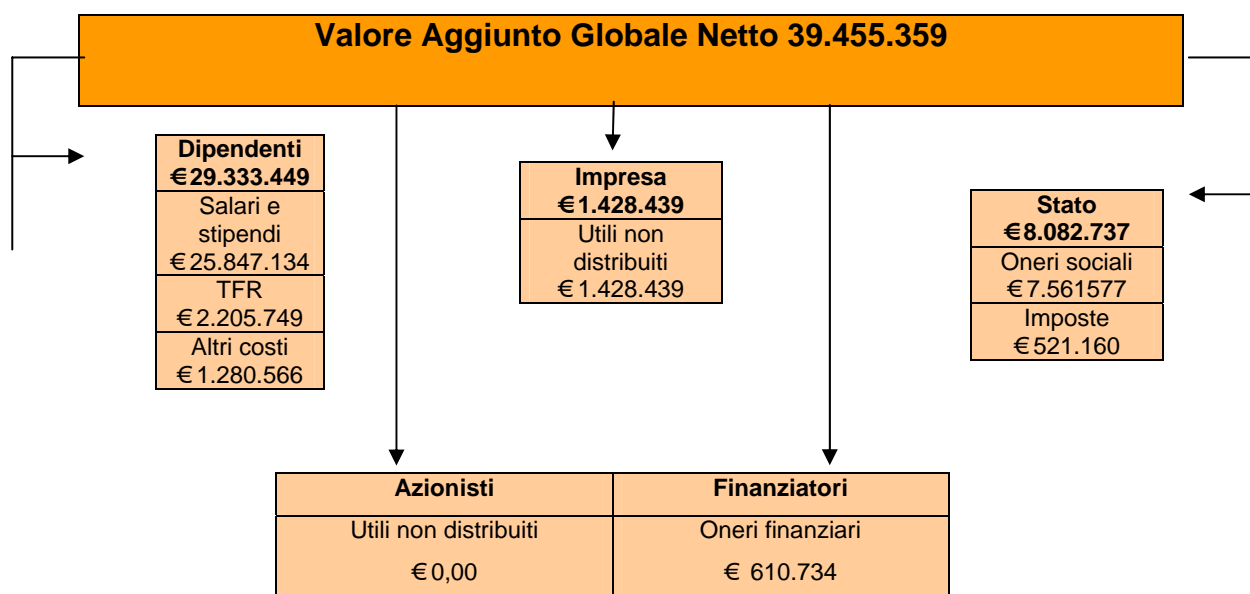 Valore Aggiunto Globale Netto 39.455.359
Dipendenti
€29.333.449
Salari e
stipendi
€25.847.134
TFR
€2.205.749
Altri costi
€1.280.566
Impresa
€1.428.439
Utili non
distribuiti
€1.428.439
Stato
€8.082.737
Oneri sociali
€7.561577
Imposte
€521.160
Azionisti
Utili non distribuiti
€0,00
Finanziatori
Oneri finanziari
€ 610.734